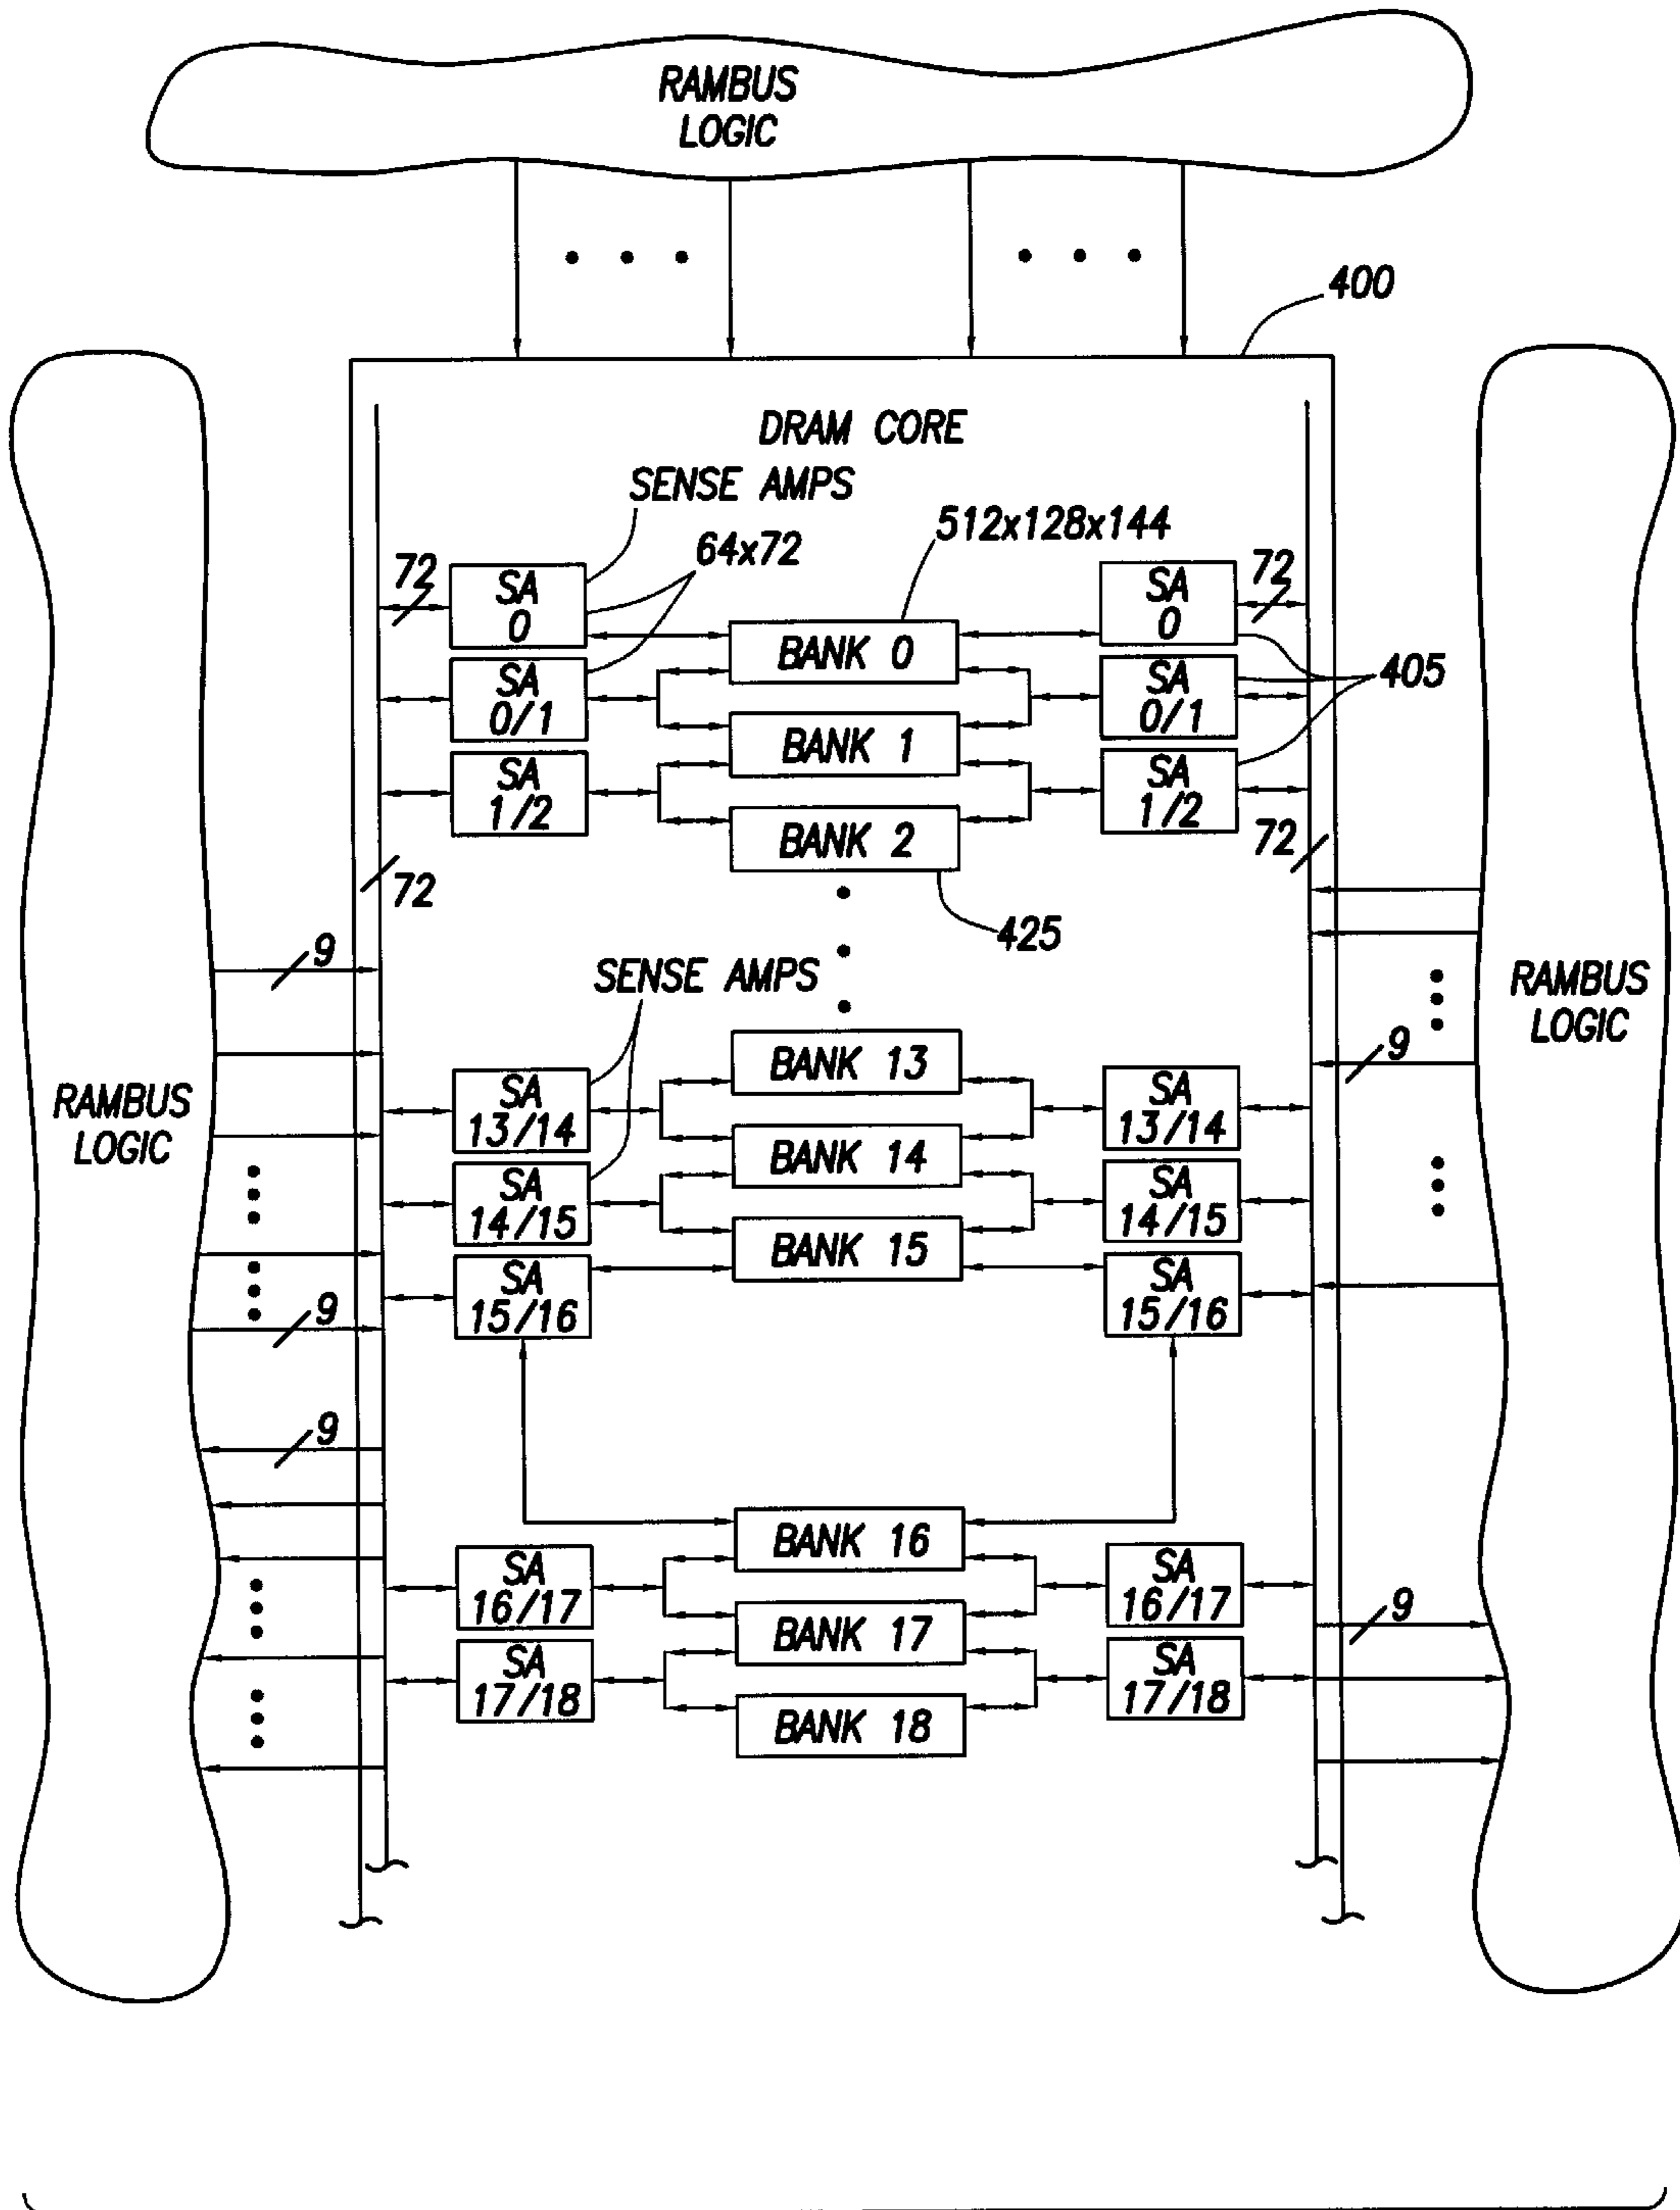 RAMBUS
LOGIC
400
DRAM CORE
SENSE AMPS
512x128x144
64x72
72
SA
0
SA
0
72
BANK 0
SA
0/1
SA
0/1
405
BANK 1
SA
1/2
SA
1/2
BANK 2
72
72
425
9
SENSE AMPS
RAMBUS
LOGIC
BANK 13
9
RAMBUS
LOGIC
SA
13/14
SA
13/14
BANK 14
SA
14/15
SA
14/15
BANK 15
SA
15/16
SA
15/16
9
9
BANK 16
SA
16/17
SA
16/17
9
BANK 17
SA
17/18
SA
17/18
BANK 18